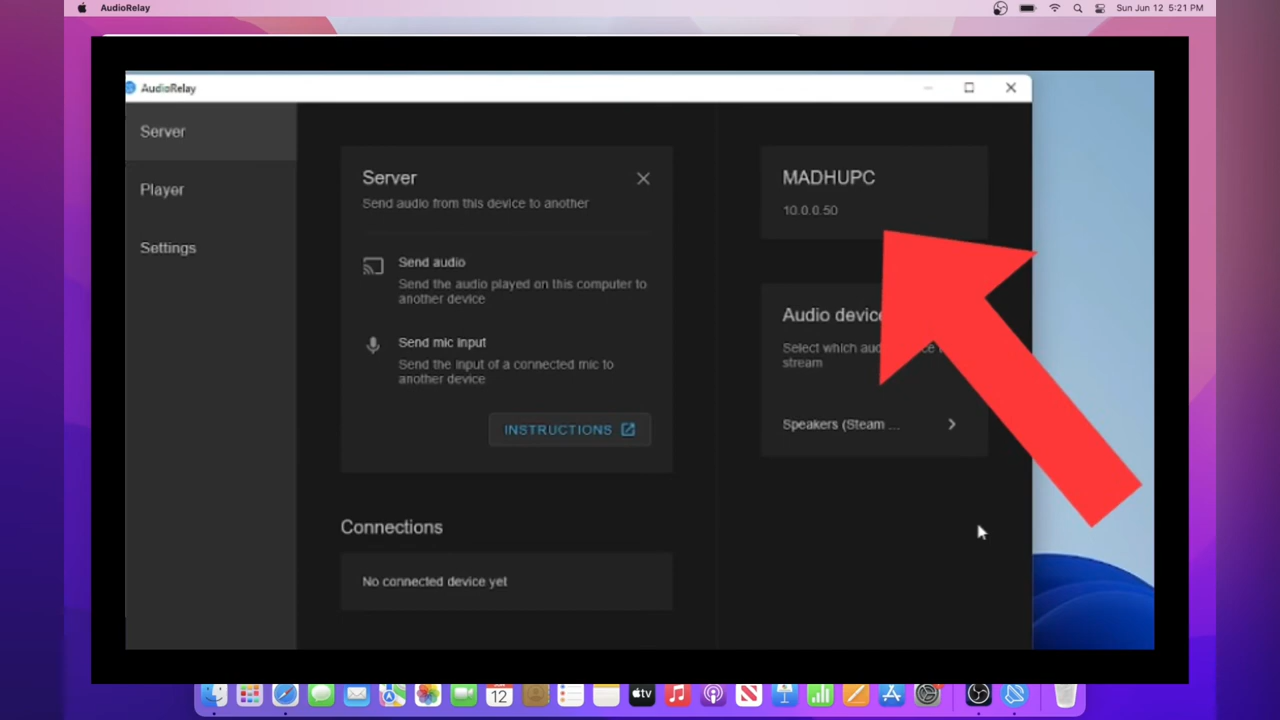 AudioRelay
Sun Jun 12 5:21 PM
AudioRelay
Server
Player
Settings
Server
Send audio from this device to another
Send audio
Send the audio played on this computer to
another device
Send mic input
Send the input of a connected mic to
another device
INSTRUCTIONS
Connections
No connected device yet
MADHUPC
10.0.0.50
Audio device
Select which
stream
Speakers (Steam ...
12
tv